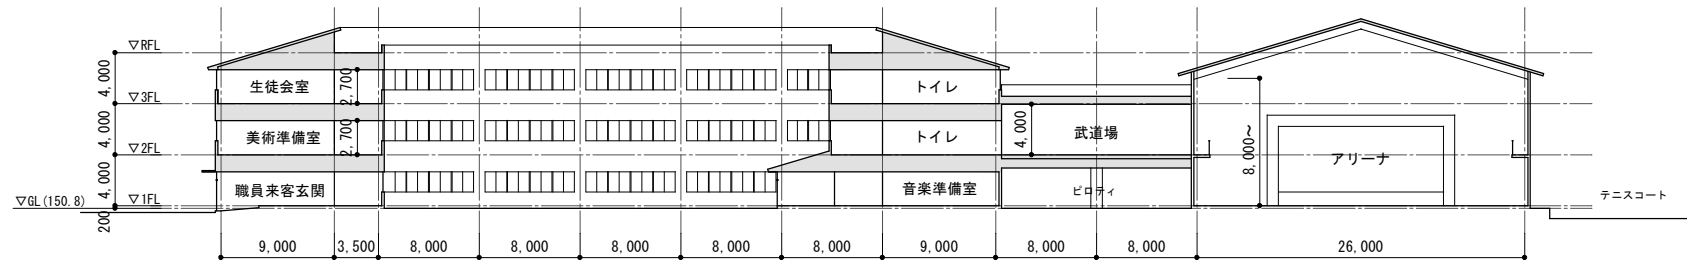 ▽RFL
4,000
生徒会室
2,700
トイレ
▽3FL
4,000
美術準備室
2,700
トイレ
4,000
武道場
8,000~
アリーナ
▽2FL
4,000
職員来客玄関
音楽準備室
ピロティ
テニスコート
▽GL(150.8)
▽1FL
200
9,000 3,500 8,000 8,000 8,000 8,000 8,000 9,000 8,000 8,000 26,000